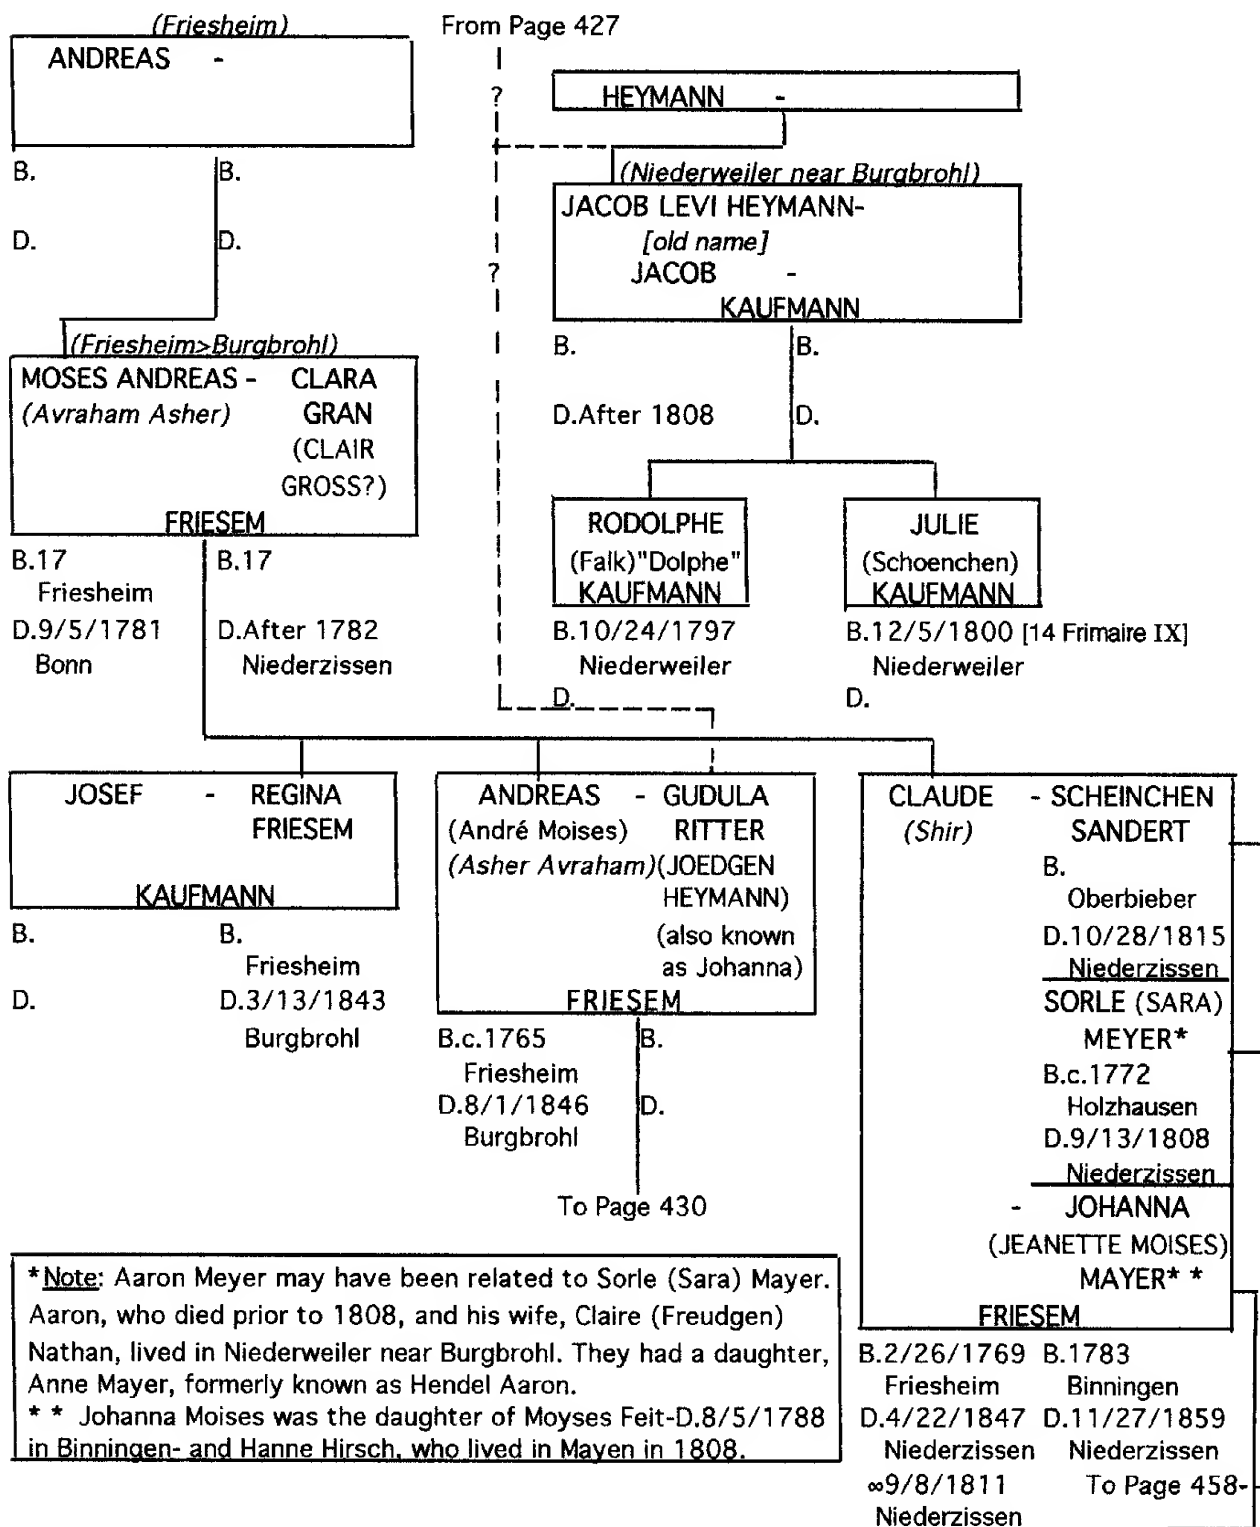 (Friesheim)
ANDREAS -
B. B.
D. D.
From Page 427
?
HEYMANN -
(Niederweiler near Burgbrohl)
JACOB LEVI HEYMANN-
[old name]
?
JACOB -
KAUFMANN
B. B.
D.After 1808 D.
(Friesheim>Burgbrohl)
MOSES ANDREAS - CLARA
(Avraham Asher) GRAN
(CLAIR
GROSS?)
FRIESEM
B.17 B.17
Friesheim
D.9/5/1781 D.After 1782
Bonn Niederzissen
RODOLPHE
(Falk)"Dolphe"
KAUFMANN
B.10/24/1797
Niederweiler
D.
JULIE
(Schoenchen)
KAUFMANN
B.12/5/1800 [14 Frimaire IX]
Niederweiler
D.
JOSEF - REGINA
FRIESEM
KAUFMANN
B. B.
Friesheim
D. D.3/13/1843
Burgbrohl
ANDREAS - GUDULA
(André Moises) RITTER
(Asher Avraham)(JOEDGEN
HEYMANN)
(also known
as Johanna)
FRIESEM
B.c.1765 B.
Friesheim
D.8/1/1846 D.
Burgbrohl
To Page 430
CLAUDE - SCHEINCHEN
(Shir) SANDERT
B.
Oberbieber
D.10/28/1815
Niederzissen
SORLE (SARA)
MEYER*
B.c.1772
Holzhausen
D.9/13/1808
Niederzissen
- JOHANNA
(JEANETTE MOISES)
MAYER* *
FRIESEM
B.2/26/1769 B.1783
Friesheim Binningen
D.4/22/1847 D.11/27/1859
Niederzissen Niederzissen
∞9/8/1811 To Page 458-
Niederzissen
*Note: Aaron Meyer may have been related to Sorle (Sara) Mayer.
Aaron, who died prior to 1808, and his wife, Claire (Freudgen)
Nathan, lived in Niederweiler near Burgbrohl. They had a daughter,
Anne Mayer, formerly known as Hendel Aaron.
* * Johanna Moises was the daughter of Moyses Feit-D.8/5/1788
in Binningen- and Hanne Hirsch, who lived in Mayen in 1808.